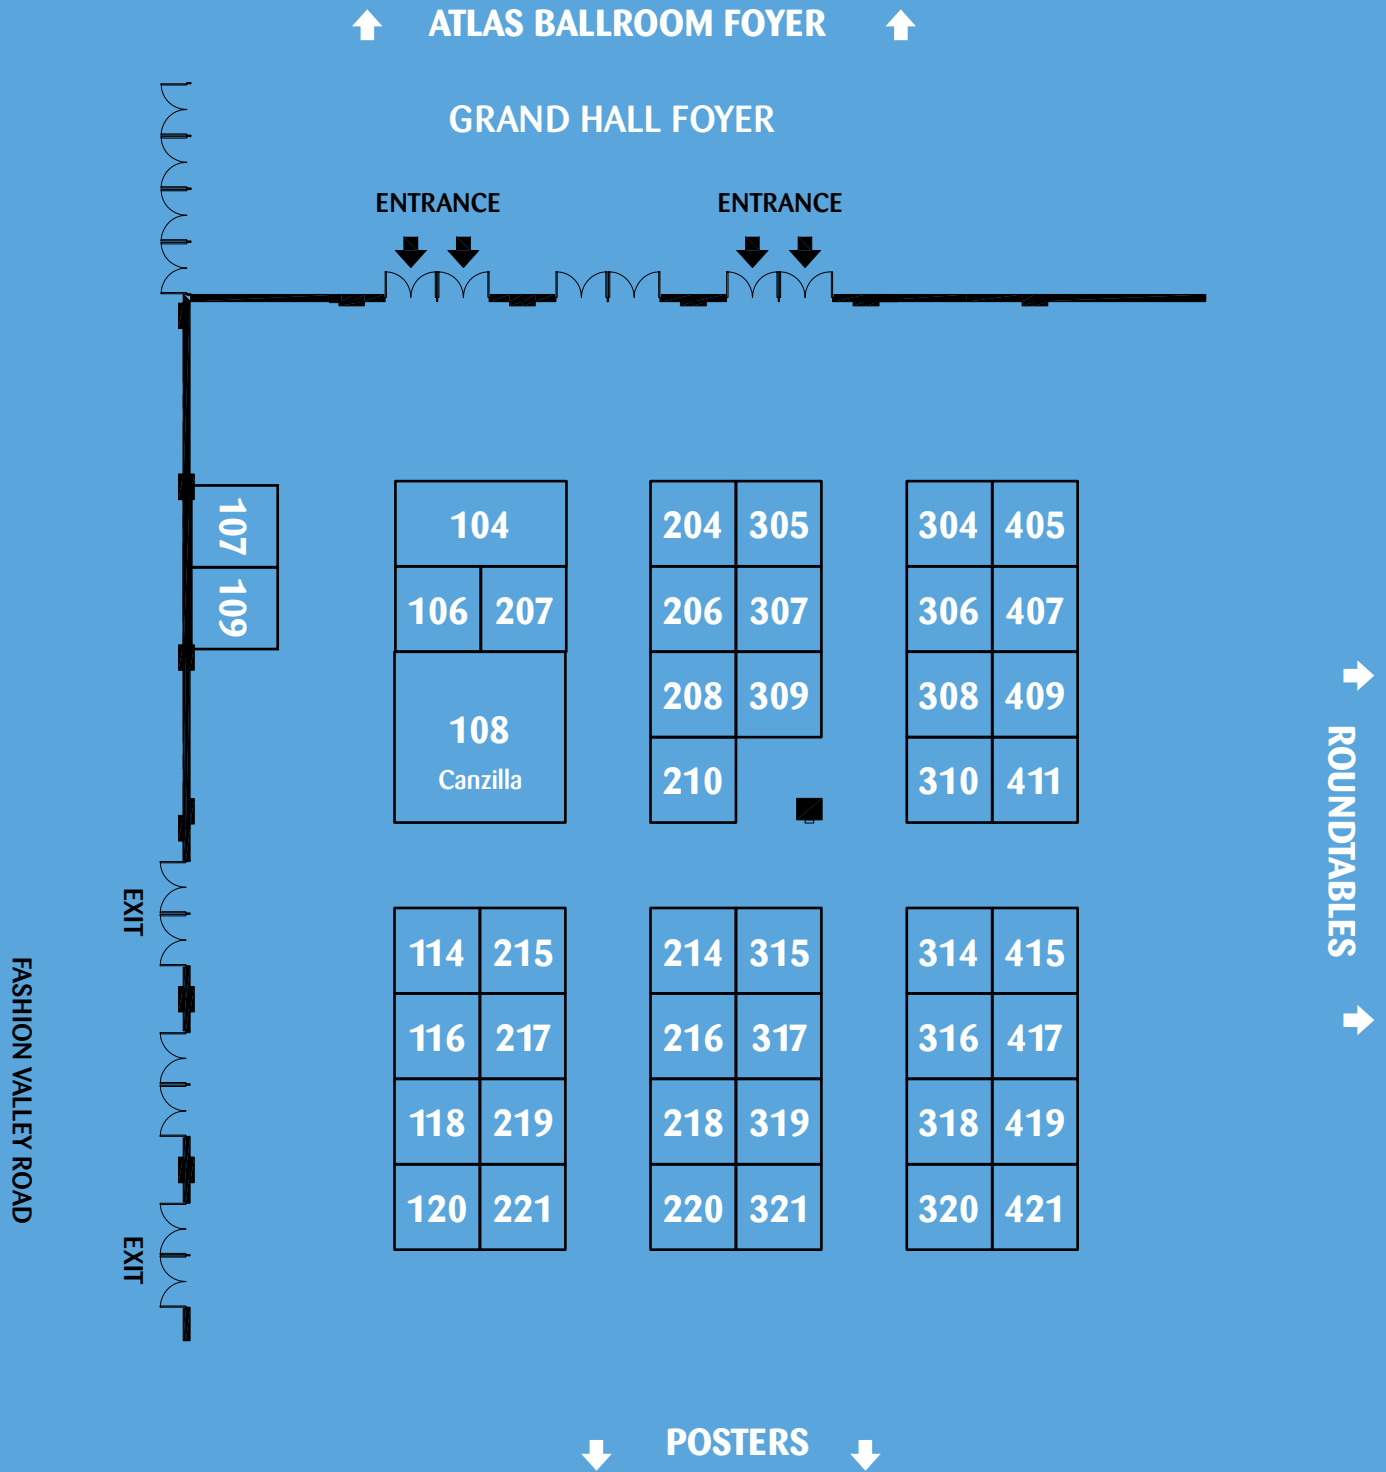 ATLAS BALLROOM FOYER
GRAND HALL FOYER
ENTRANCE
ENTRANCE
107
109
104
106
207
108
Canzilla
204 305
206 307
208 309
210
304 405
306 407
308 409
310 411
ROUNDTABLES
EXIT
EXIT
FASHION VALLEY ROAD
114 215
116 217
118 219
120 221
214 315
216 317
218 319
220 321
314 415
316 417
318 419
320 421
POSTERS